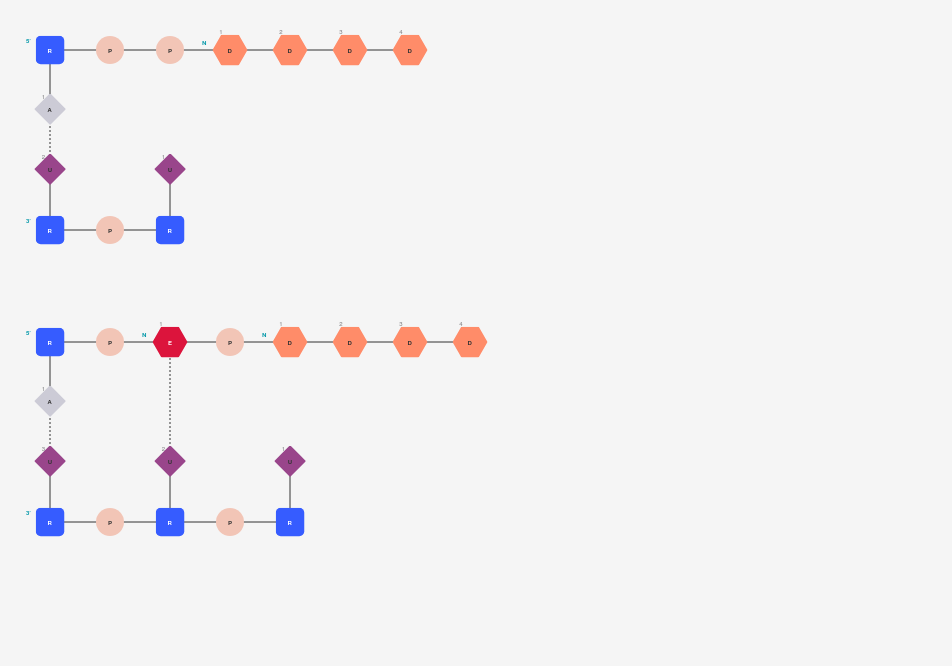 1 2 3 4
5' R P P N D D D D
1
A
2 1
U U
3' R P R
1 1 2 3 4
5' R P N E P N D D D D
1
A
3 2 1
U U U
3' R P R P R